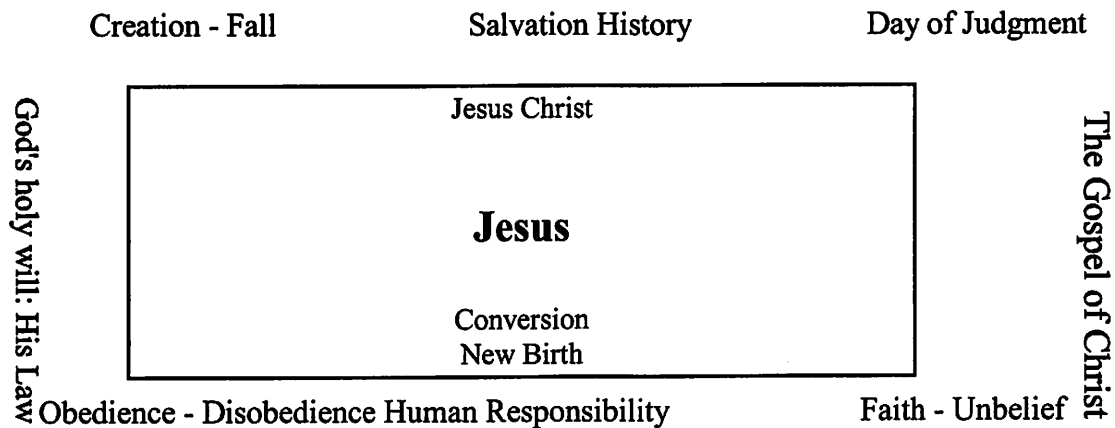 Creation - Fall Salvation History Day of Judgment
God's holy will: His Law
Jesus Christ
Jesus
Conversion
New Birth
The Gospel of Christ
Obedience - Disobedience Human Responsibility Faith - Unbelief